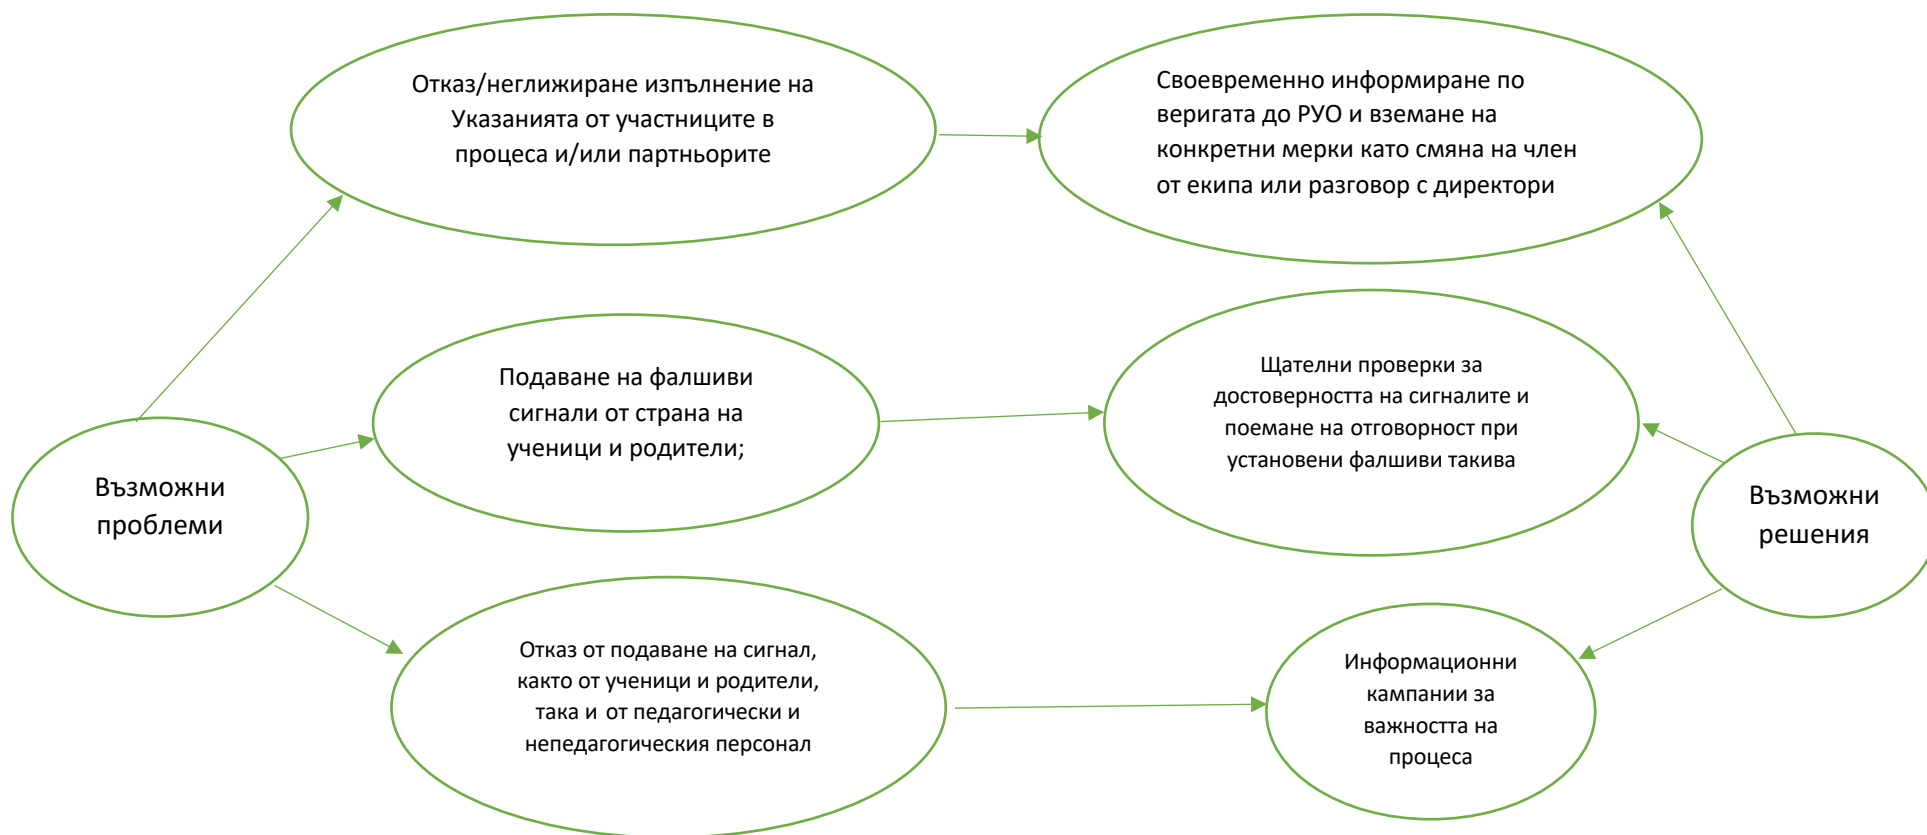 Отказ/неглижиране изпълнение на
Указанията от участниците в
процеса и/или партньорите
Своевременно информиране по
веригата до РУО и вземане на
конкретни мерки като смяна на член
от екипа или разговор с директори
Подаване на фалшиви
сигнали от страна на
ученици и родители;
Щателни проверки за
достоверността на сигналите и
поемане на отговорност при
установени фалшиви такива
Възможни
проблеми
Възможни
решения
Отказ от подаване на сигнал,
както от ученици и родители,
така и от педагогически и
непедагогическия персонал
Информационни
кампании за
важността на
процеса